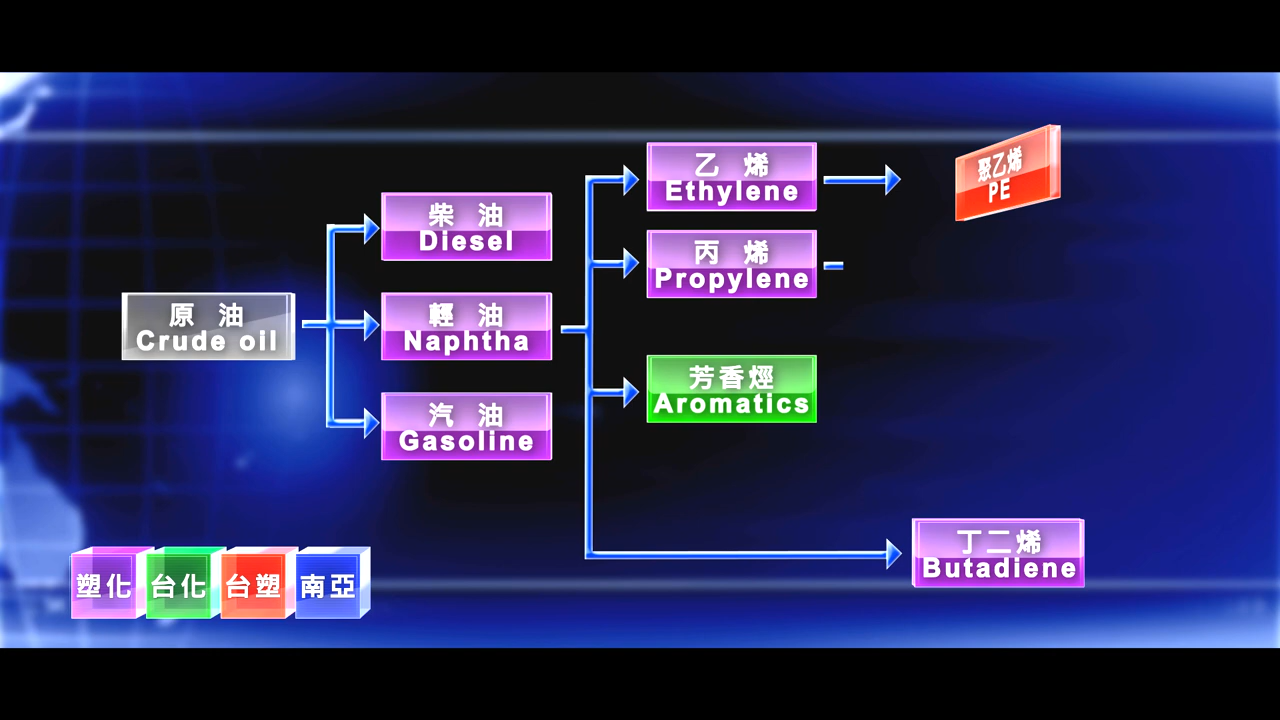 原油
Crude oil
柴油
Diesel
輕油
Naphtha
汽油
Gasoline
乙烯
Ethylene
丙烯
Propylene
芳香烴
Aromatics
丁二烯
Butadiene
聚乙烯
PE
塑化
台化
台塑
南亞